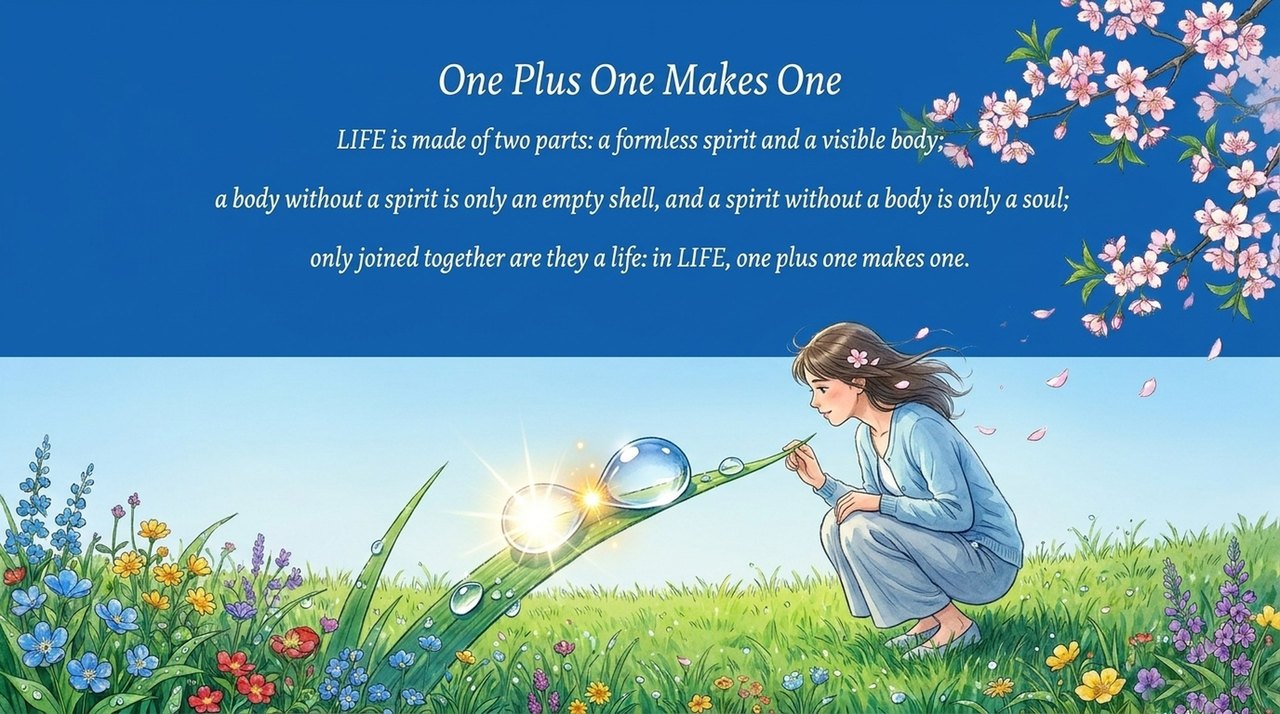 One Plus One Makes One
LIFE is made of two parts: a formless spirit and a visible body;
a body without a spirit is only an empty shell, and a spirit without a body is only a soul;
only joined together are they a life: in LIFE, one plus one makes one.